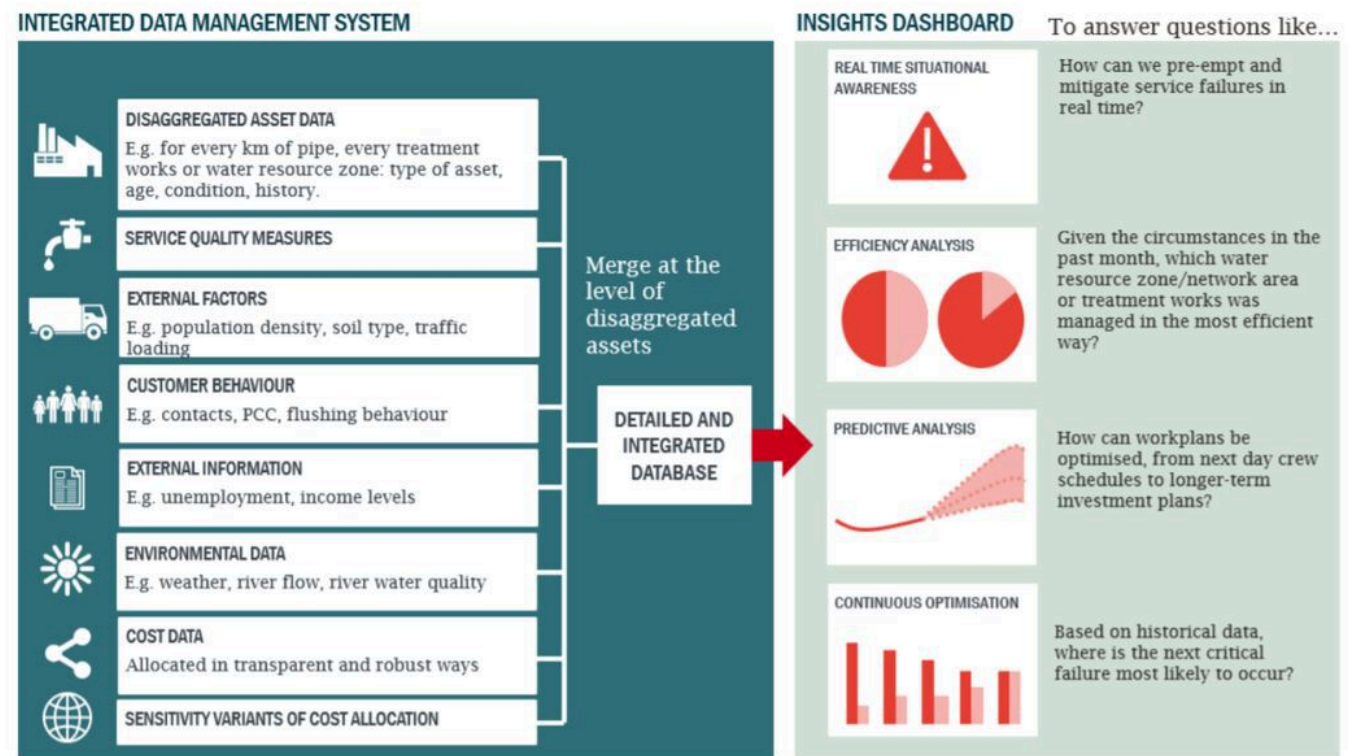 INTEGRATED DATA MANAGEMENT SYSTEM
DISAGGREGATED ASSET DATA
E.g. for every km of pipe, every treatment
works or water resource zone: type of asset,
age, condition, history.
SERVICE QUALITY MEASURES
EXTERNAL FACTORS
E.g. population density, soil type, traffic
loading
CUSTOMER BEHAVIOUR
E.g. contacts, PCC, flushing behaviour
EXTERNAL INFORMATION
E.g. unemployment, income levels
ENVIRONMENTAL DATA
E.g. weather, river flow, river water quality
COST DATA
Allocated in transparent and robust ways
SENSITIVITY VARIANTS OF COST ALLOCATION
Merge at the
level of
disaggregated
assets
DETAILED AND
INTEGRATED
DATABASE
INSIGHTS DASHBOARD
To answer questions like...
REAL TIME SITUATIONAL
AWARENESS
How can we pre-empt and
mitigate service failures in
real time?
EFFICIENCY ANALYSIS
Given the circumstances in the
past month, which water
resource zone/network area
or treatment works was
managed in the most efficient
way?
PREDICTIVE ANALYSIS
How can workplans be
optimised, from next day crew
schedules to longer-term
investment plans?
CONTINUOUS OPTIMISATION
Based on historical data,
where is the next critical
failure most likely to occur?